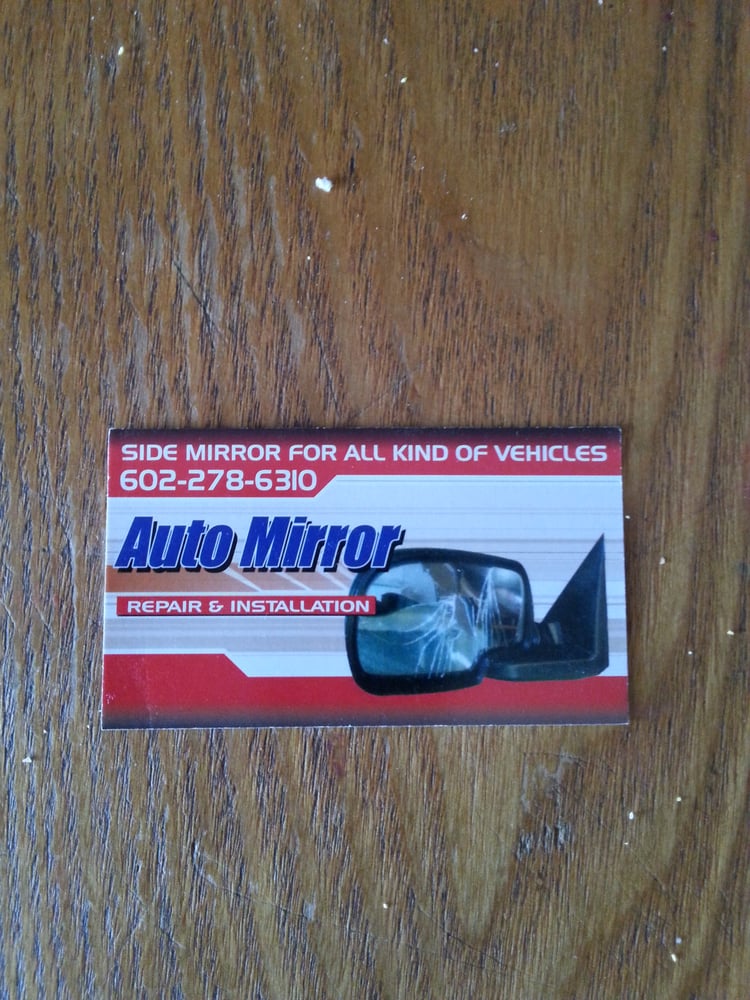 SIDE MIRROR FOR ALL KIND OF VEHICLES
602-278-6310
Auto Mirror
REPAIR & INSTALLATION